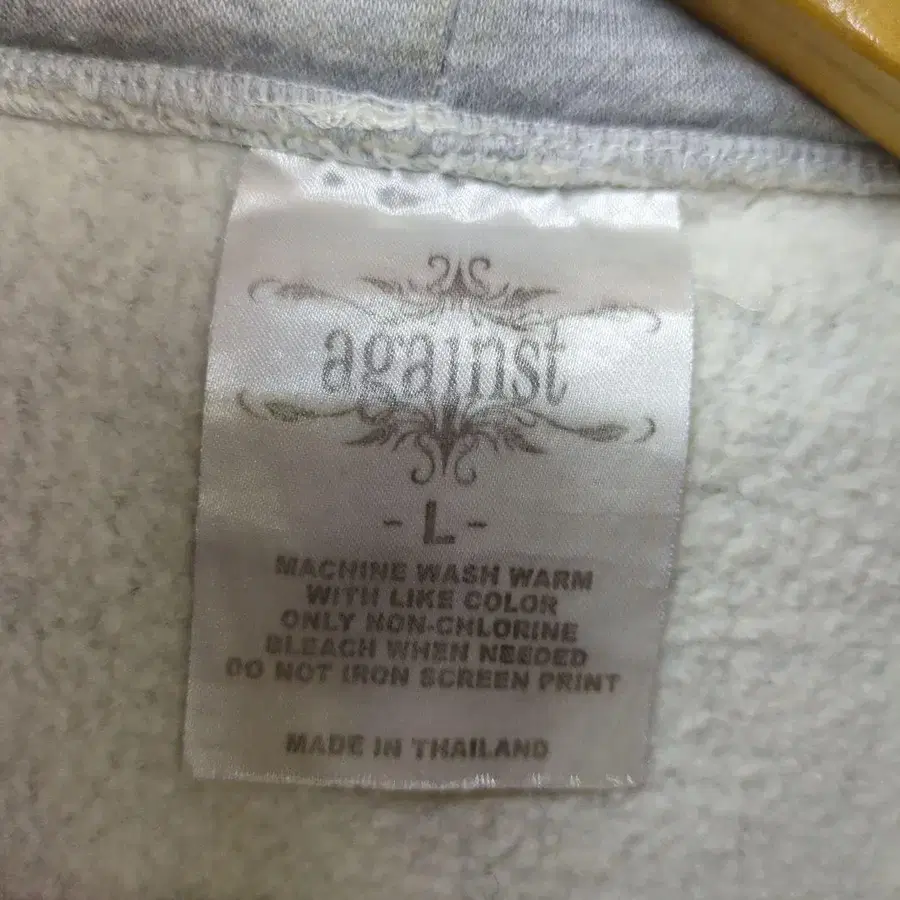 against
- L -
MACHINE WASH WARM
WITH LIKE COLOR
ONLY NON-CHLORINE
BLEACH WHEN NEEDED
DO NOT IRON SCREEN PRINT
MADE IN THAILAND